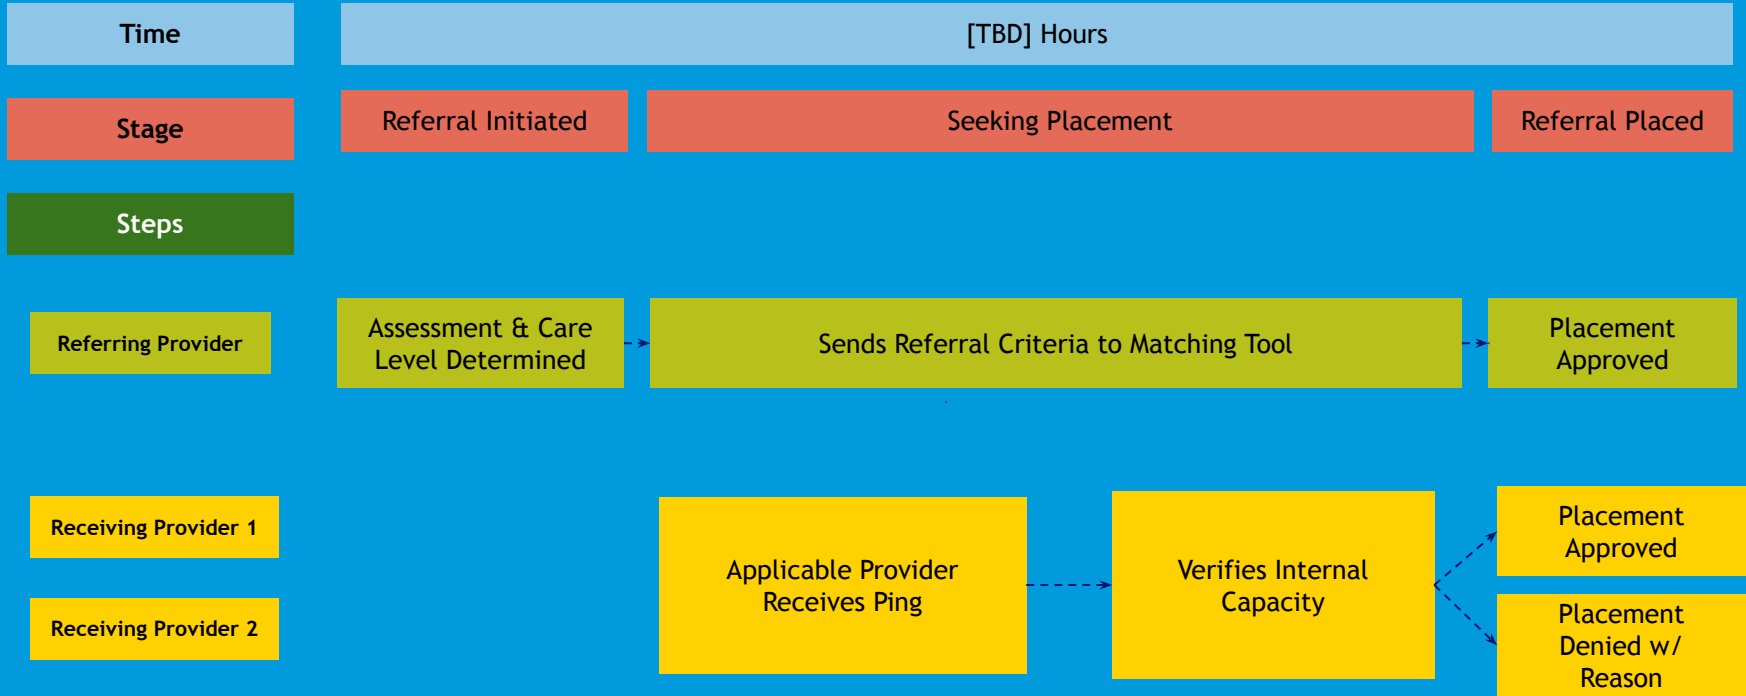 Time
[TBD] Hours
Stage
Referral Initiated
Seeking Placement
Referral Placed
Steps
Referring Provider
Assessment & Care
Level Determined
Sends Referral Criteria to Matching Tool
Placement
Approved
Receiving Provider 1
Receiving Provider 2
Applicable Provider
Receives Ping
Verifies Internal
Capacity
Placement
Approved
Placement
Denied w/
Reason